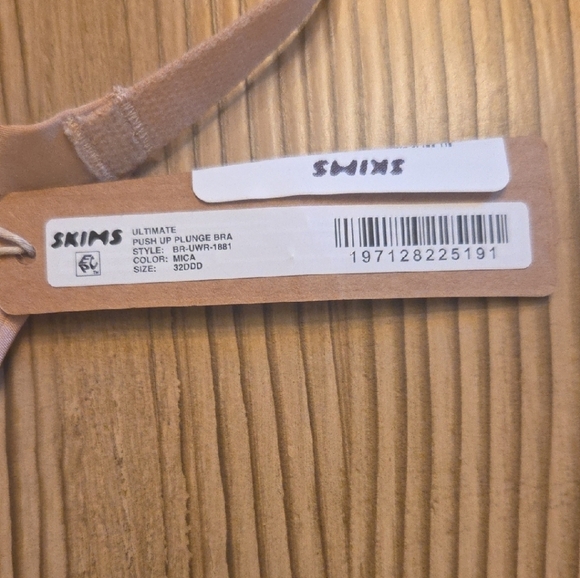 SKIMS
SKIMS
ULTIMATE
PUSH UP PLUNGE BRA
STYLE: BR-UWR-1881
COLOR: MICA
SIZE: 32DDD
197128225191